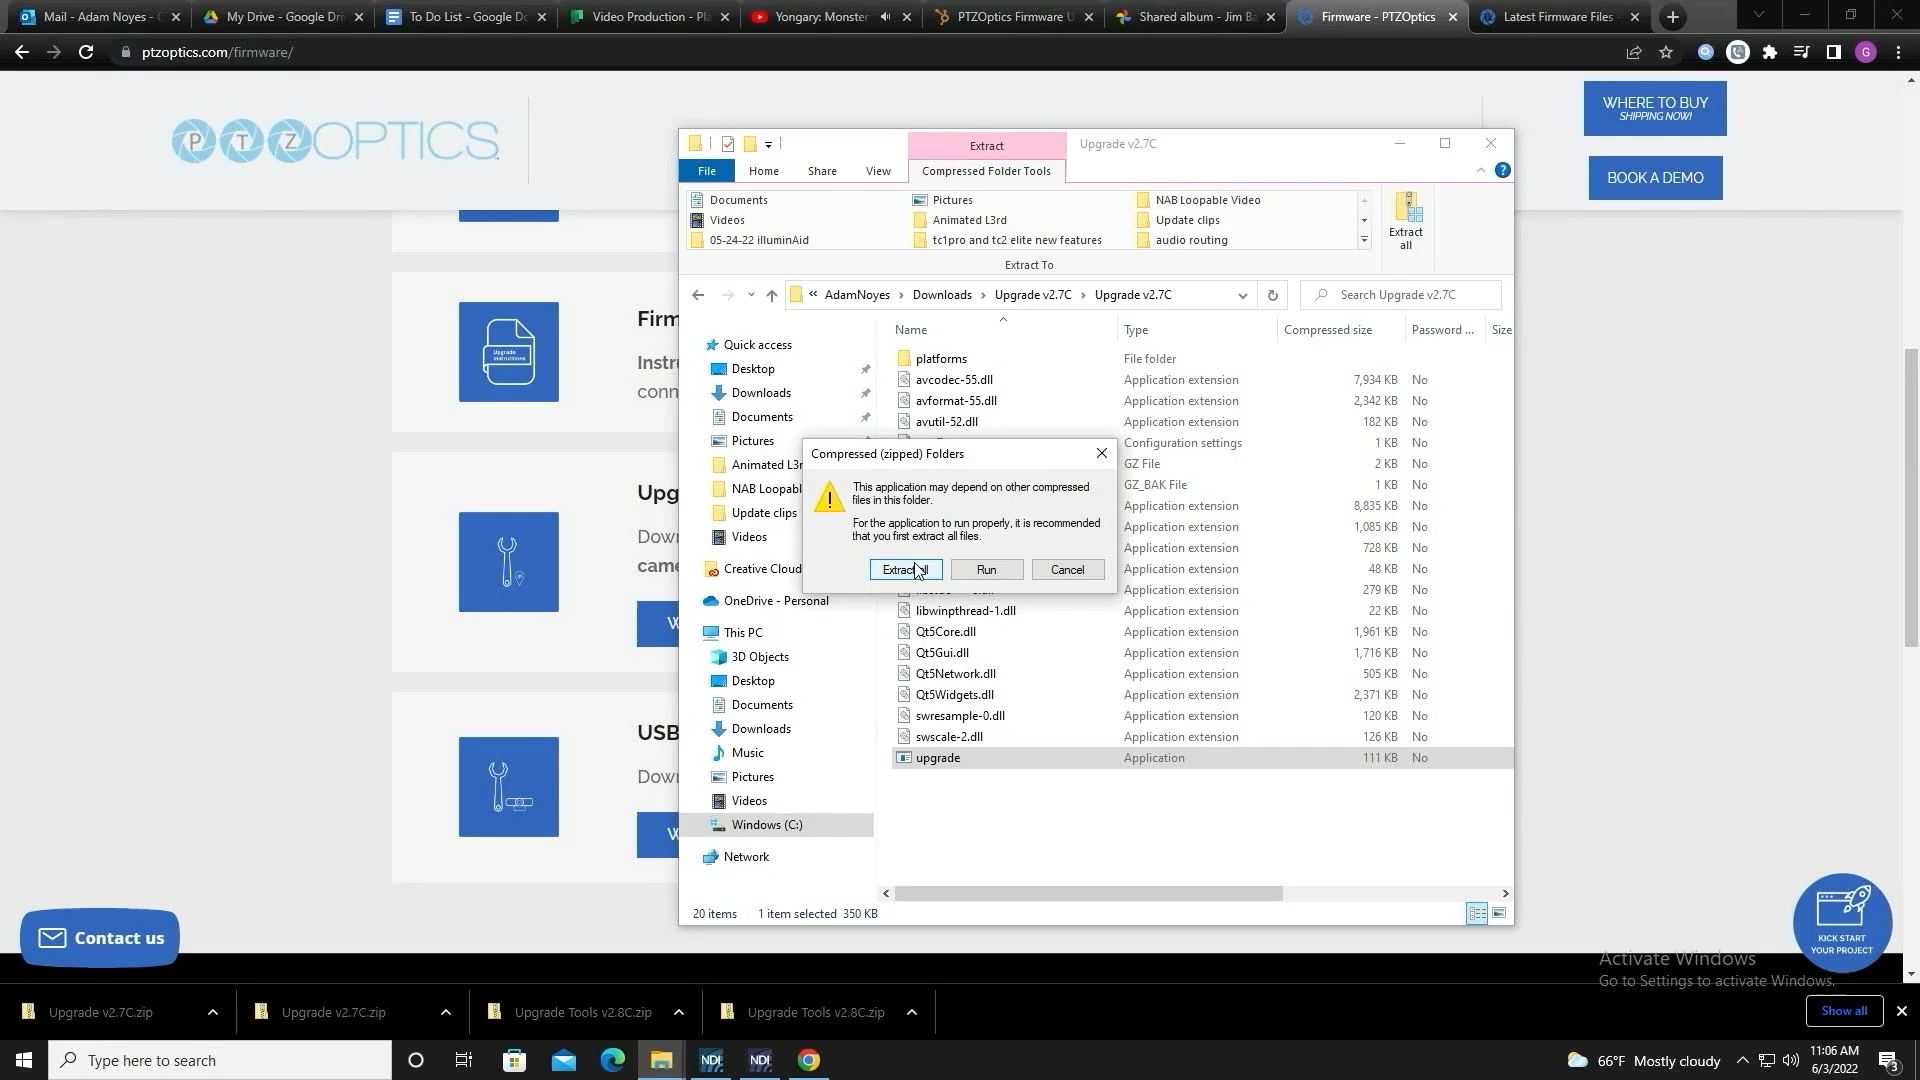 Mail - Adam Noyes - 
My Drive - Google Dri
To Do List - Google Do
Video Production - Pla
Yongary: Monster
PTZOptics Firmware U
Shared album - Jim Ba
Firmware - PTZOptics
Latest Firmware Files -
ptzoptics.com/firmware/
G
PTZOPTICS
WHERE TO BUY
SHIPPING NOW!
BOOK A DEMO
Extract
Upgrade v2.7C
File
Home
Share
View
Compressed Folder Tools
Documents
Pictures
NAB Loopable Video
Videos
Animated L3rd
Update clips
05-24-22 illuminAid
tc1pro and tc2 elite new features
audio routing
Extract
all
Extract To
« AdamNoyes › Downloads › Upgrade v2.7C › Upgrade v2.7C
Search Upgrade v2.7C
Name
Type
Compressed size
Password ...
Size
Quick access
Desktop
Downloads
Documents
Pictures
Animated L3r
NAB Loopabl
Update clips
Videos
Creative Cloud
OneDrive - Personal
This PC
3D Objects
Desktop
Documents
Downloads
Music
Pictures
Videos
Windows (C:)
Network
platforms File folder
avcodec-55.dll Application extension 7,934 KB No
avformat-55.dll Application extension 2,342 KB No
avutil-52.dll Application extension 182 KB No
Configuration settings 1 KB No
GZ File 2 KB No
GZ_BAK File 1 KB No
Application extension 8,835 KB No
Application extension 1,085 KB No
Application extension 728 KB No
Application extension 48 KB No
Application extension 279 KB No
libwinpthread-1.dll Application extension 22 KB No
Qt5Core.dll Application extension 1,961 KB No
Qt5Gui.dll Application extension 1,716 KB No
Qt5Network.dll Application extension 505 KB No
Qt5Widgets.dll Application extension 2,371 KB No
swresample-0.dll Application extension 120 KB No
swscale-2.dll Application extension 126 KB No
upgrade Application 111 KB No
Compressed (zipped) Folders
This application may depend on other compressed
files in this folder.
For the application to run properly, it is recommended
that you first extract all files.
Extract all
Run
Cancel
20 items 1 item selected 350 KB
Upgrade
instructions
Firm
Instru
conn
Upg
Down
came
W
USB
Down
W
Contact us
KICK START
YOUR PROJECT
Activate Windows
Go to Settings to activate Windows.
Upgrade v2.7C.zip
Upgrade v2.7C.zip
Upgrade Tools v2.8C.zip
Upgrade Tools v2.8C.zip
Show all
Type here to search
NDI
NDI
66°F Mostly cloudy
11:06 AM
6/3/2022
3